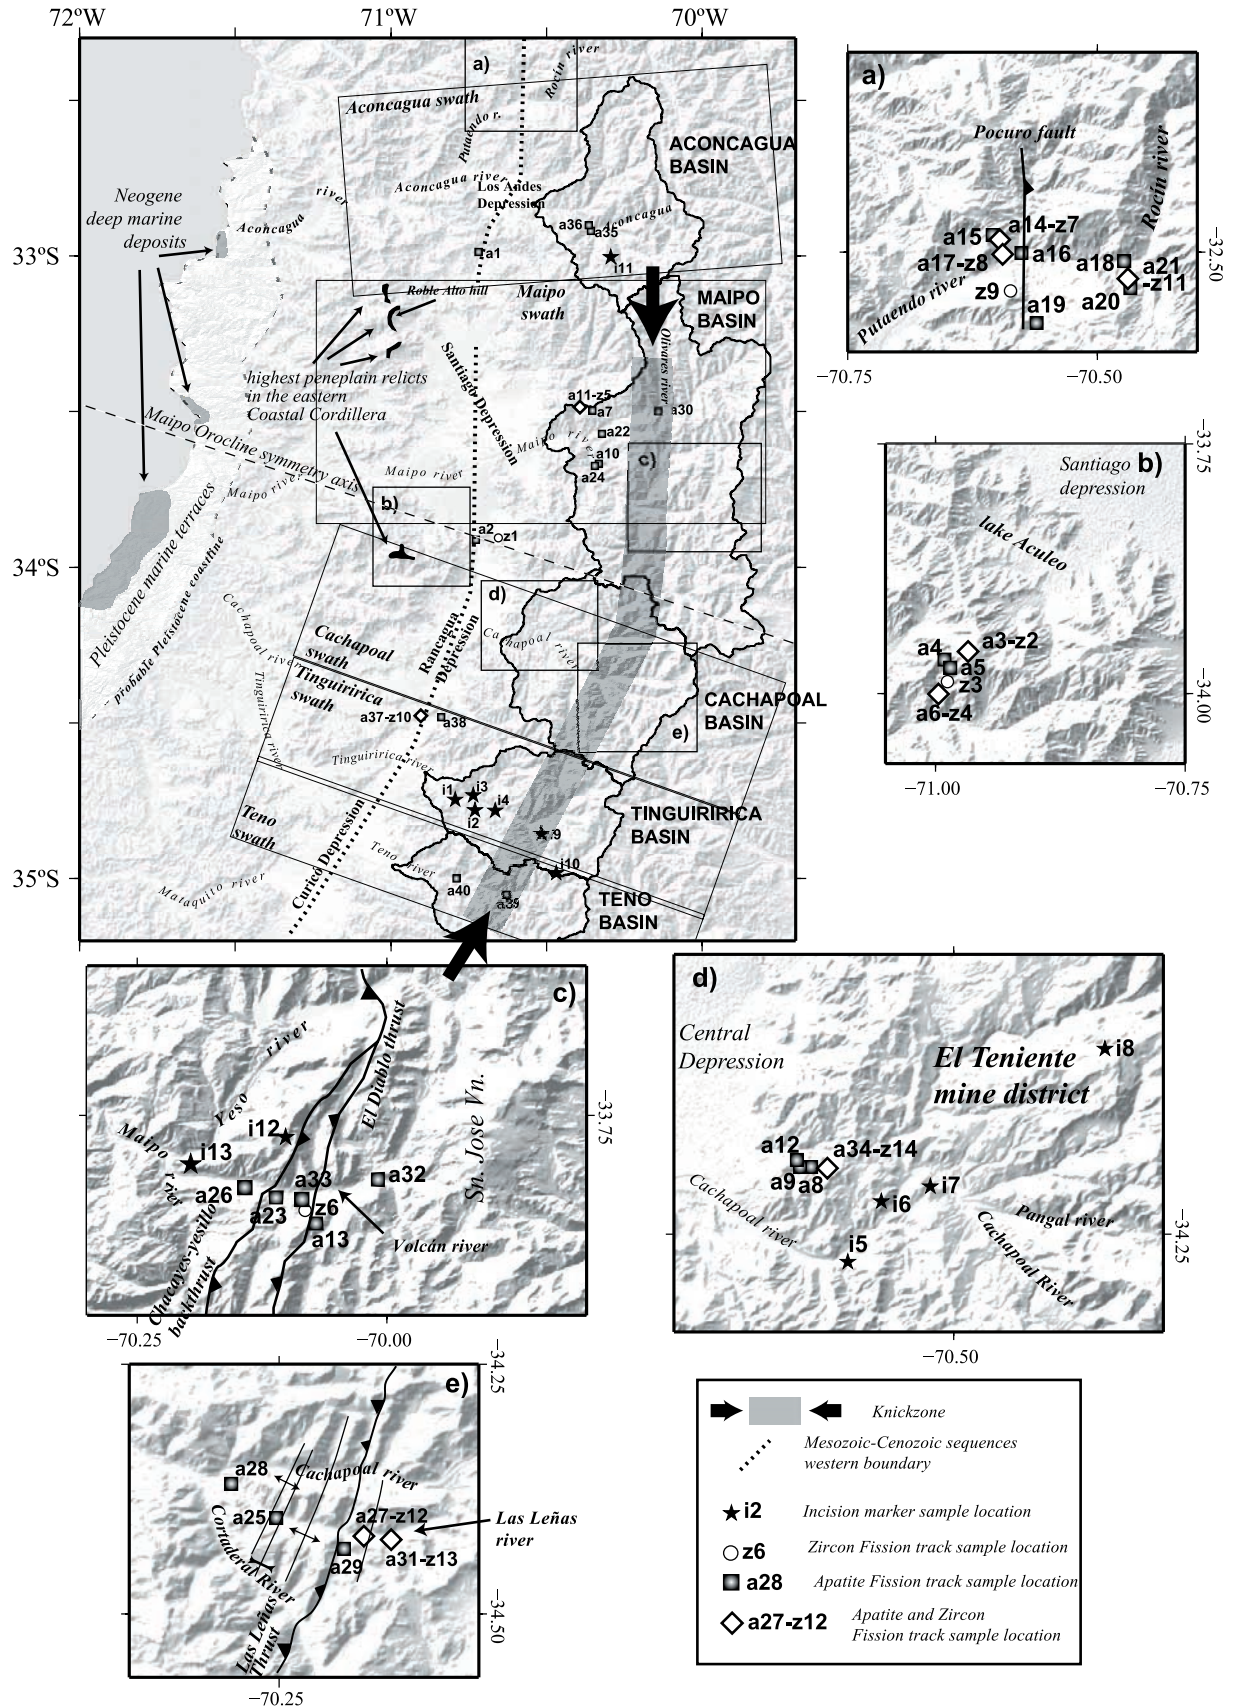 72°W
71°W
70°W
33°S
34°S
35°S
a)
Rocín river
Aconcagua swath
Putaendo r.
ACONCAGUA
BASIN
Aconcagua river
Los Andes
Depression
river
Aconcagua
Neogene
deep marine
deposits
a36
a35
Aconcagua
a1
i11
Roble Alto hill
Maipo
swath
MAIPO
BASIN
Olivares river
highest peneplain relicts
in the eastern
Coastal Cordillera
Santiago Depression
a11-z5
a7
a30
a22
Maipo river
a10
a24
c)
Maipo Orocline symmetry axis
Maipo river
Maipo river
b)
a2
z1
Pleistocene marine terraces
probable Pleistocene coastline
d)
Cachapoal river
Cachapoal river
Cachapoal
swath
Rancagua
Depression
Tinguiririca
swath
Tinguiririca river
CACHAPOAL
BASIN
a37-z10
a38
e)
Tinguiririca river
i1
i3
i4
i2
TINGUIRIRICA
BASIN
Teno
swath
i9
Curicó Depression
Teno river
i10
a40
a39
Mataquito river
TENO
BASIN
a)
Pocuro fault
Rocín river
a15
a14-z7
a16
a17-z8
a18
a21
-z11
z9
a20
a19
Putaendo river
−32.50
−70.75
−70.50
−33.75
b)
Santiago
depression
lake Aculeo
a4
a3-z2
a5
z3
a6-z4
−34.00
−71.00
−70.75
c)
river
Yeso
El Diablo thrust
Sn. Jose Vn.
Maipo
river
i12
i13
a26
a33
a32
a23
z6
a13
Volcán river
Chacayes-yesillo
backthrust
−33.75
−70.25
−70.00
d)
Central
Depression
El Teniente
mine district
i8
a12
a34-z14
a9
a8
i7
i6
Cachapoal river
Pangal river
Cachapoal River
i5
−34.25
−70.50
e)
−34.25
a28
Cachapoal river
a25
a27-z12
Las Leñas
river
a29
a31-z13
Cortaderal River
Las Leñas
Thrust
−34.50
−70.25
Knickzone
Mesozoic-Cenozoic sequences
western boundary
i2
Incision marker sample location
z6
Zircon Fission track sample location
a28
Apatite Fission track sample location
a27-z12
Apatite and Zircon
Fission track sample location